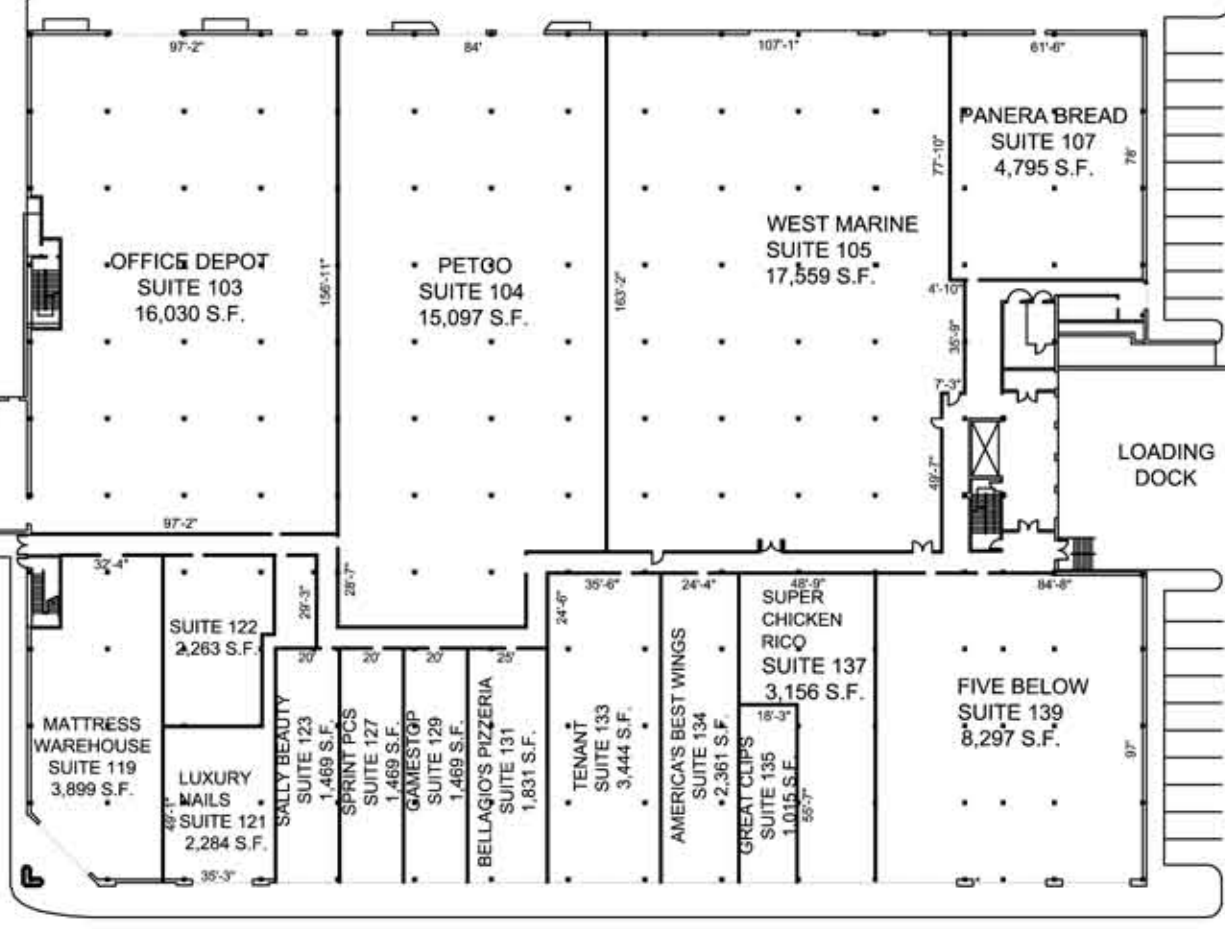 97'-2"
84'
107'-1"
61'-6"
PANERA BREAD
SUITE 107
4,795 S.F.
77'-10"
78'
OFFICE DEPOT
SUITE 103
16,030 S.F.
156'-11"
PETCO
SUITE 104
15,097 S.F.
163'-2"
WEST MARINE
SUITE 105
17,559 S.F.
4'-10"
35'-9"
7'-3"
49'-7"
LOADING
DOCK
97'-2"
32'-4"
29'-3"
28'-7"
SUITE 122
2,263 S.F.
20'
20'
20'
25'
24'-6"
35'-6"
24'-4"
48'-9"
84'-8"
MATTRESS
WAREHOUSE
SUITE 119
3,899 S.F.
LUXURY
NAILS
SUITE 121
2,284 S.F.
49'-1"
35'-3"
SALLY BEAUTY
SUITE 123
1,469 S.F.
SPRINT PCS
SUITE 127
1,469 S.F.
GAMESTOP
SUITE 129
1,469 S.F.
BELLAGIO'S PIZZERIA
SUITE 131
1,831 S.F.
TENANT
SUITE 133
3,444 S.F.
AMERICA'S BEST WINGS
SUITE 134
2,361 S.F.
SUPER
CHICKEN
RICO
SUITE 137
3,156 S.F.
18'-3"
GREAT CLIPS
SUITE 135
1,015 S.F.
55'-7"
FIVE BELOW
SUITE 139
8,297 S.F.
97'